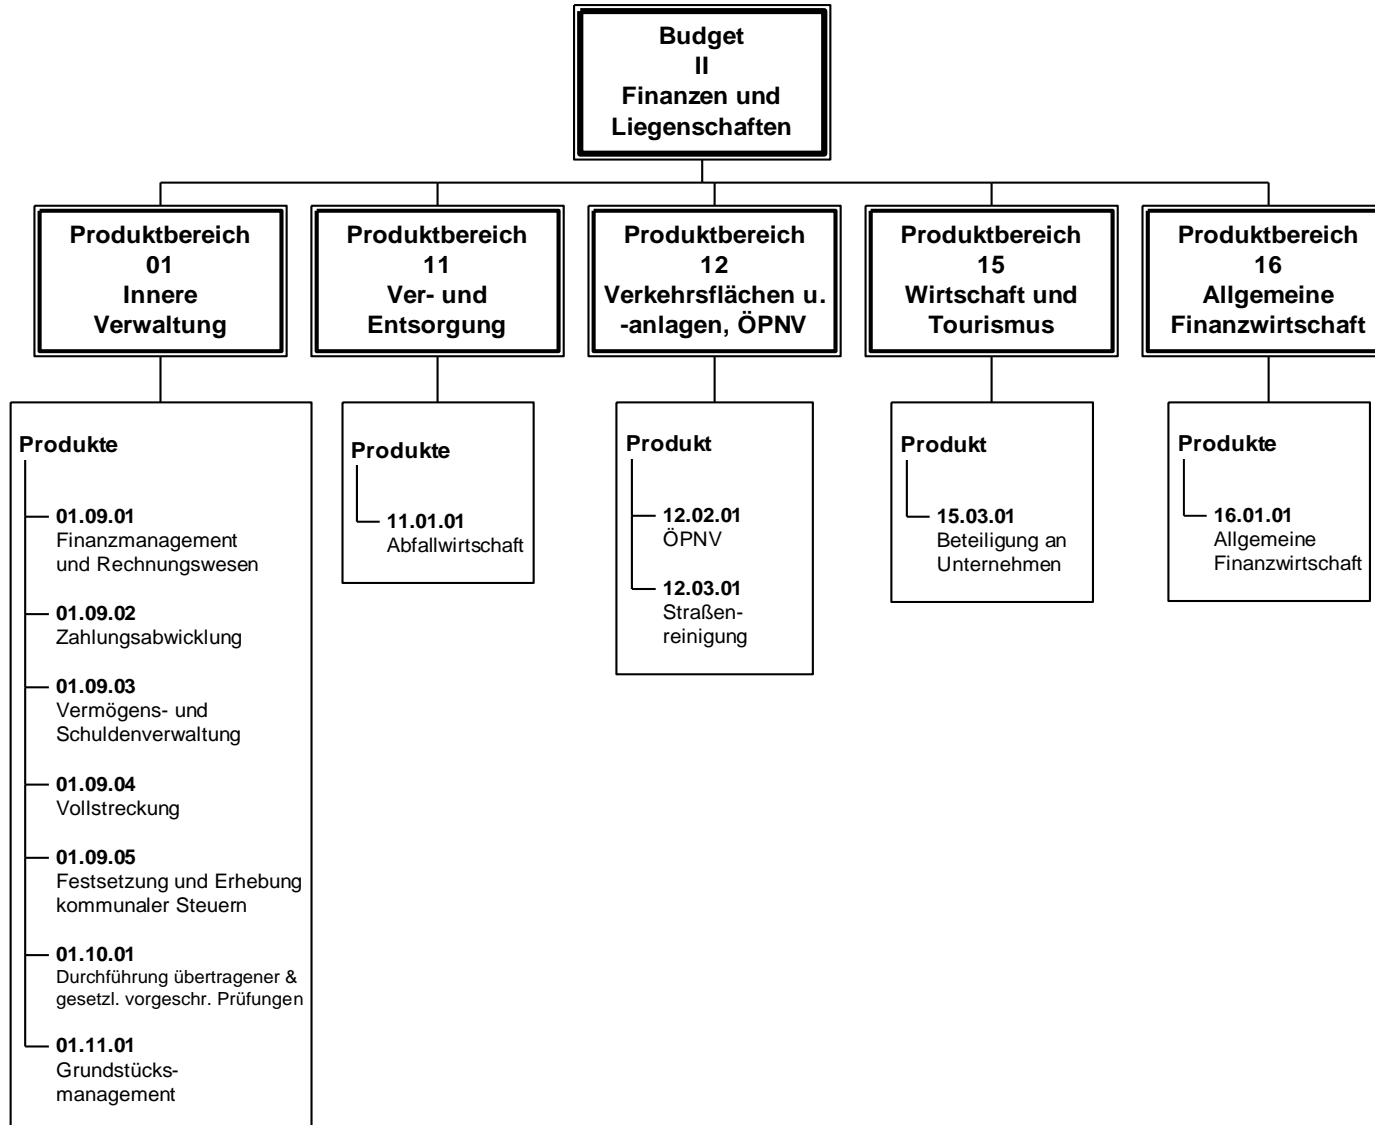 Budget
II
Finanzen und
Liegenschaften
Produktbereich
01
Innere
Verwaltung
Produktbereich
11
Ver- und
Entsorgung
Produktbereich
12
Verkehrsflächen u.
-anlagen, ÖPNV
Produktbereich
15
Wirtschaft und
Tourismus
Produktbereich
16
Allgemeine
Finanzwirtschaft
Produkte
01.09.01
Finanzmanagement
und Rechnungswesen
01.09.02
Zahlungsabwicklung
01.09.03
Vermögens- und
Schuldenverwaltung
01.09.04
Vollstreckung
01.09.05
Festsetzung und Erhebung
kommunaler Steuern
01.10.01
Durchführung übertragener &
gesetzl. vorgeschr. Prüfungen
01.11.01
Grundstücks-
management
Produkte
11.01.01
Abfallwirtschaft
Produkt
12.02.01
ÖPNV
12.03.01
Straßen-
reinigung
Produkt
15.03.01
Beteiligung an
Unternehmen
Produkte
16.01.01
Allgemeine
Finanzwirtschaft